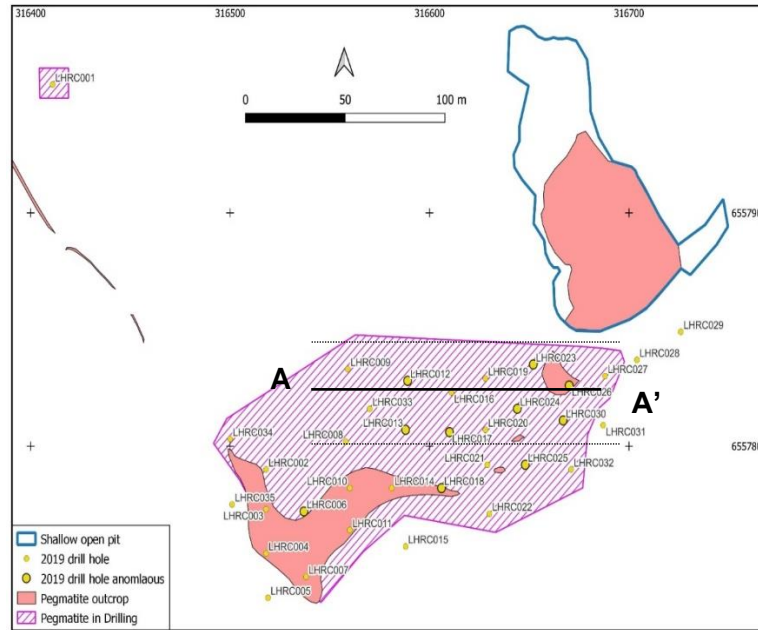 316400 316500 316600 316700
LHRC001
0 50 100 m
655790
LHRC029
LHRC023
LHRC028
LHRC009
LHRC012
LHRC019
LHRC027
A
LHRC026
LHRC016
A’
LHRC033
LHRC024
LHRC013
LHRC020
LHRC030
LHRC031
LHRC034
LHRC008
LHRC017
655780
LHRC002
LHRC021
LHRC025
LHRC032
LHRC010
LHRC014
LHRC018
LHRC035
LHRC003
LHRC006
LHRC022
LHRC011
LHRC015
LHRC004
LHRC007
LHRC005
Shallow open pit
2019 drill hole
2019 drill hole anomlaous
Pegmatite outcrop
Pegmatite in Drilling